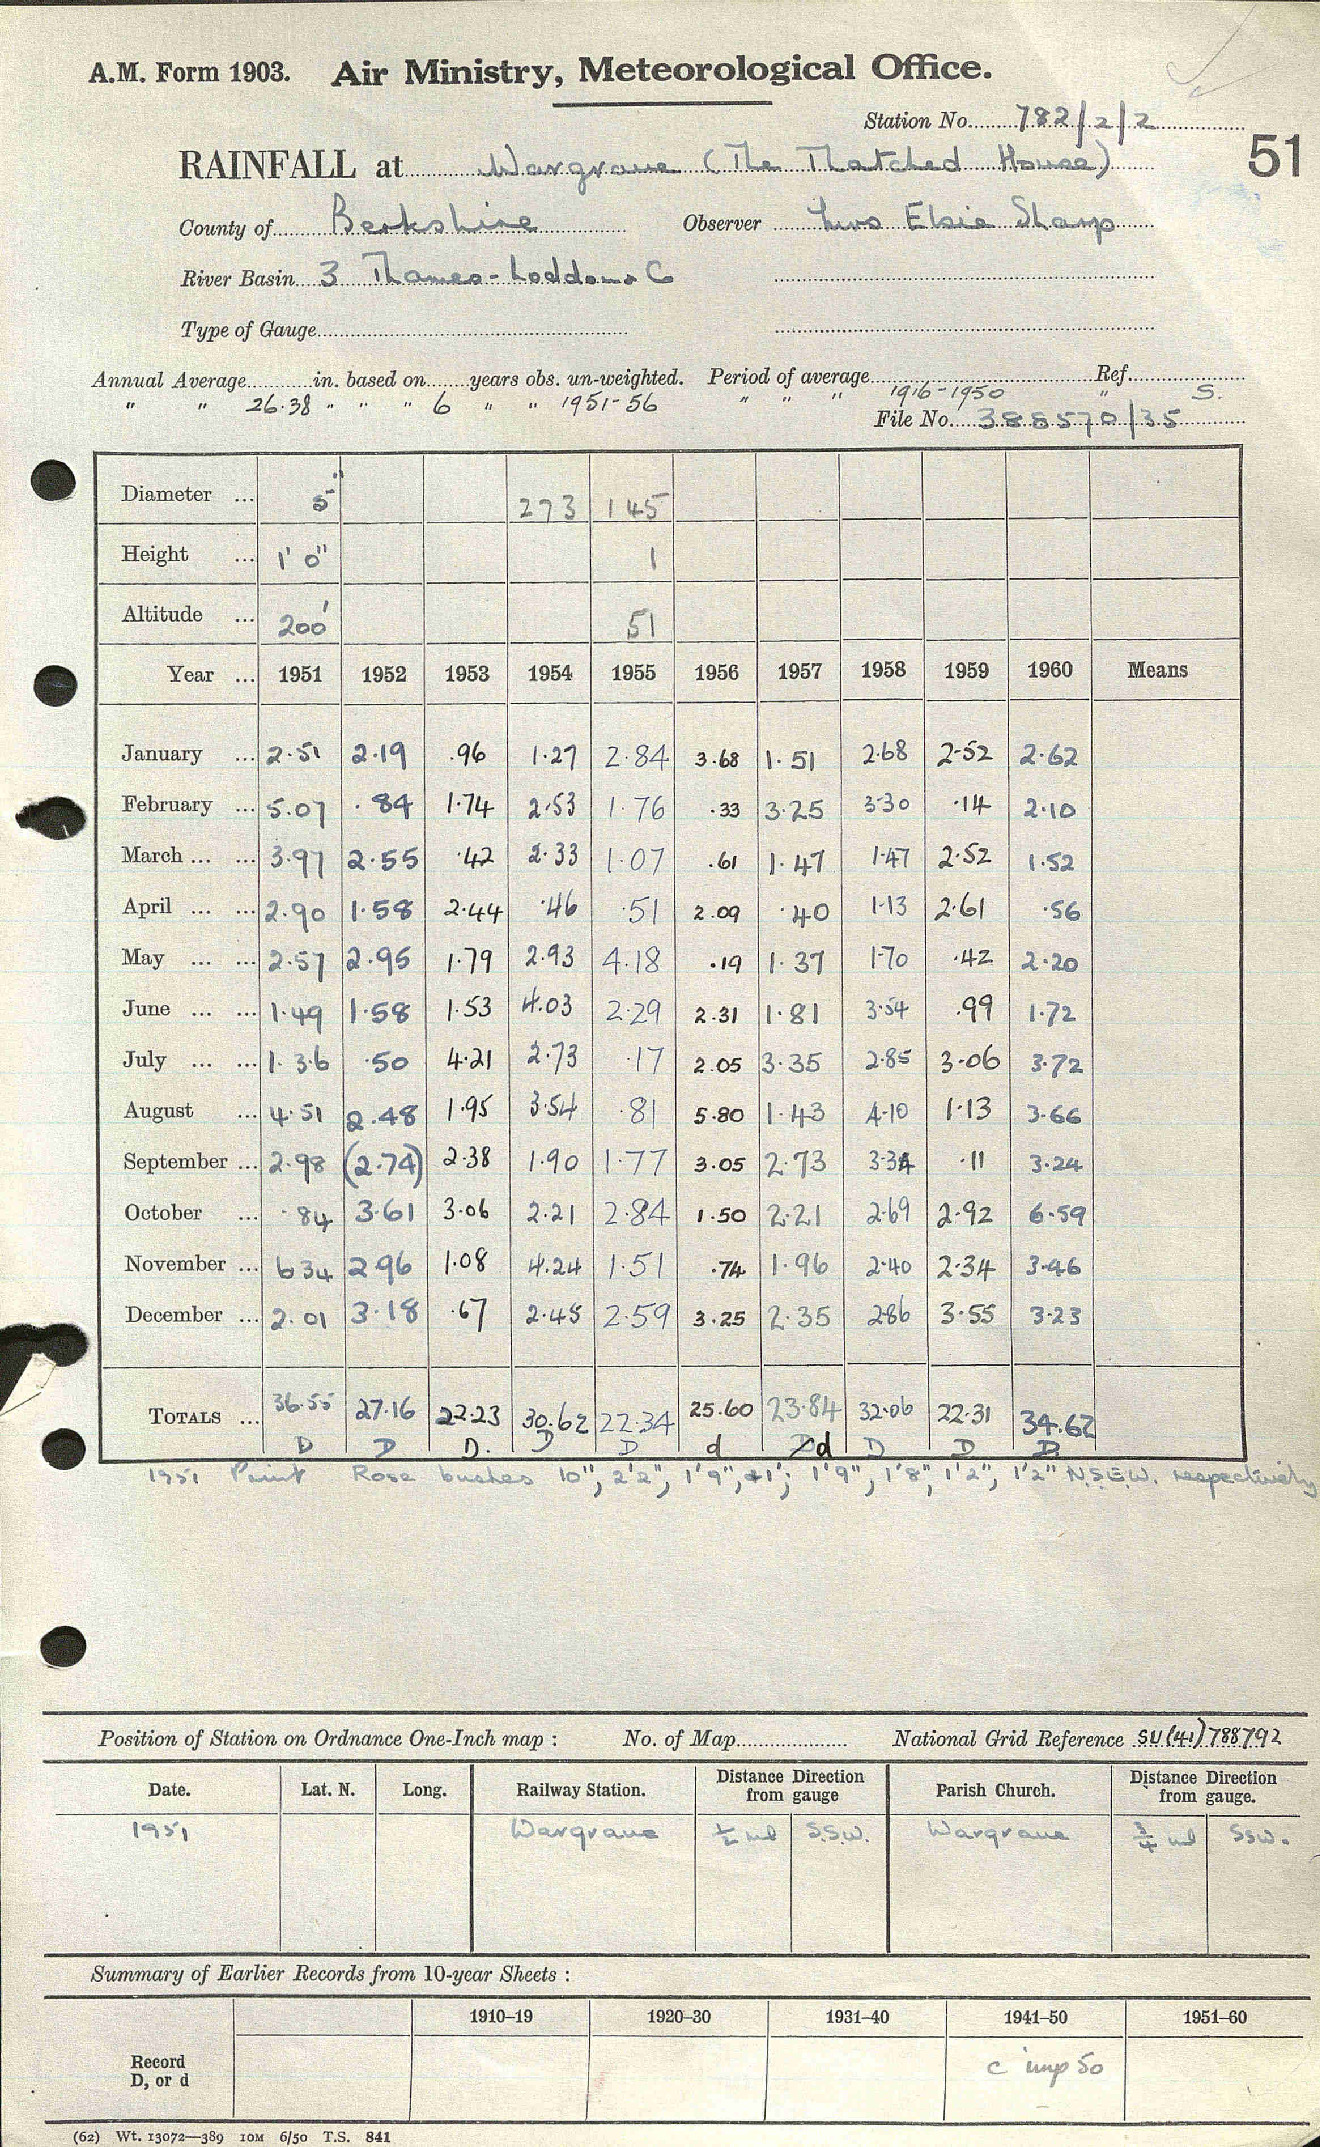 A.M. Form 1903. Air Ministry, Meteorological Office.
Station No. 782/2/2
51
RAINFALL at Wargrave (The Thatched House)
County of Berkshire Observer Mrs Elsie Sharp
River Basin 3 Thames-Loddon & C
Type of Gauge
Annual Average in. based on years obs. un-weighted. Period of average Ref.
" " 26.38 " " " 6 " " 1951-56 " " " 1916-1950 " S.
File No. 388570/35
Diameter ... 5" 273 145
Height ... 1' 0" 1
Altitude ... 200' 51
Year ... 1951 1952 1953 1954 1955 1956 1957 1958 1959 1960 Means
January ... 2.51 2.19 .96 1.27 2.84 3.68 1.51 2.68 2.52 2.62
February ... 5.07 .84 1.74 2.53 1.76 .33 3.25 3.30 .14 2.10
March ... ... 3.97 2.55 .42 2.33 1.07 .61 1.47 1.47 2.52 1.52
April ... ... 2.90 1.58 2.44 .46 .51 2.09 .40 1.13 2.61 .56
May ... ... 2.57 2.95 1.79 2.93 4.18 .19 1.37 1.70 .42 2.20
June ... ... 1.49 1.58 1.53 4.03 2.29 2.31 1.81 3.54 .99 1.72
July ... ... 1.36 .50 4.21 2.73 .17 2.05 3.35 2.85 3.06 3.72
August ... 4.51 2.48 1.95 3.54 .81 5.80 1.43 4.10 1.13 3.66
September ... 2.98 (2.74) 2.38 1.90 1.77 3.05 2.73 3.34 .11 3.24
October ... .84 3.61 3.06 2.21 2.84 1.50 2.21 2.69 2.92 6.59
November ... 6 34 2 96 1.08 4.24 1.51 .74 1.96 2.40 2.34 3.46
December ... 2.01 3.18 .67 2.45 2.59 3.25 2.35 286 3.55 3.23
TOTALS ... 36.55 27.16 22.23 30.62 22.34 25.60 23.84 32.06 22.31 34.62
D D D. D D d D d D D D
1951 Rose bushes 10", 2'2", 1'9", 1'; 1'9", 1'8", 1'2", 1'2" N.S.E.W. respectively
Position of Station on Ordnance One-Inch map : No. of Map National Grid Reference SU(41)788792
Date. Lat. N. Long. Railway Station. Distance from gauge Direction Parish Church. Distance from gauge. Direction
1951 Wargrave ½ ml S.S.W. Wargrave ¾ ml SSW.
Summary of Earlier Records from 10-year Sheets :
1910–19 1920–30 1931–40 1941–50 1951–60
Record
D, or d c imp 50
(62) Wt. 13072—389 10M 6/50 T.S. 841